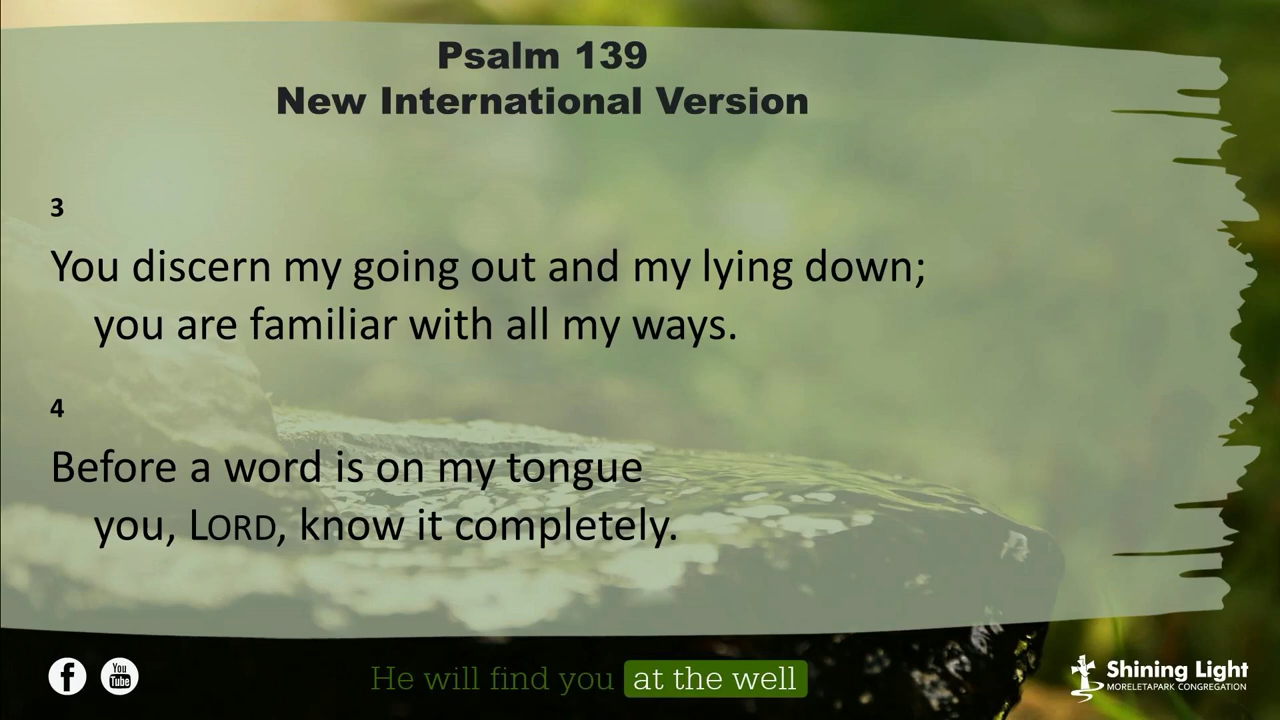 Psalm 139
New International Version
3
You discern my going out and my lying down;
you are familiar with all my ways.
4
Before a word is on my tongue
you, LORD, know it completely.
f
You
Tube
He will find you at the well
Shining Light
MORELETAPARK CONGREGATION